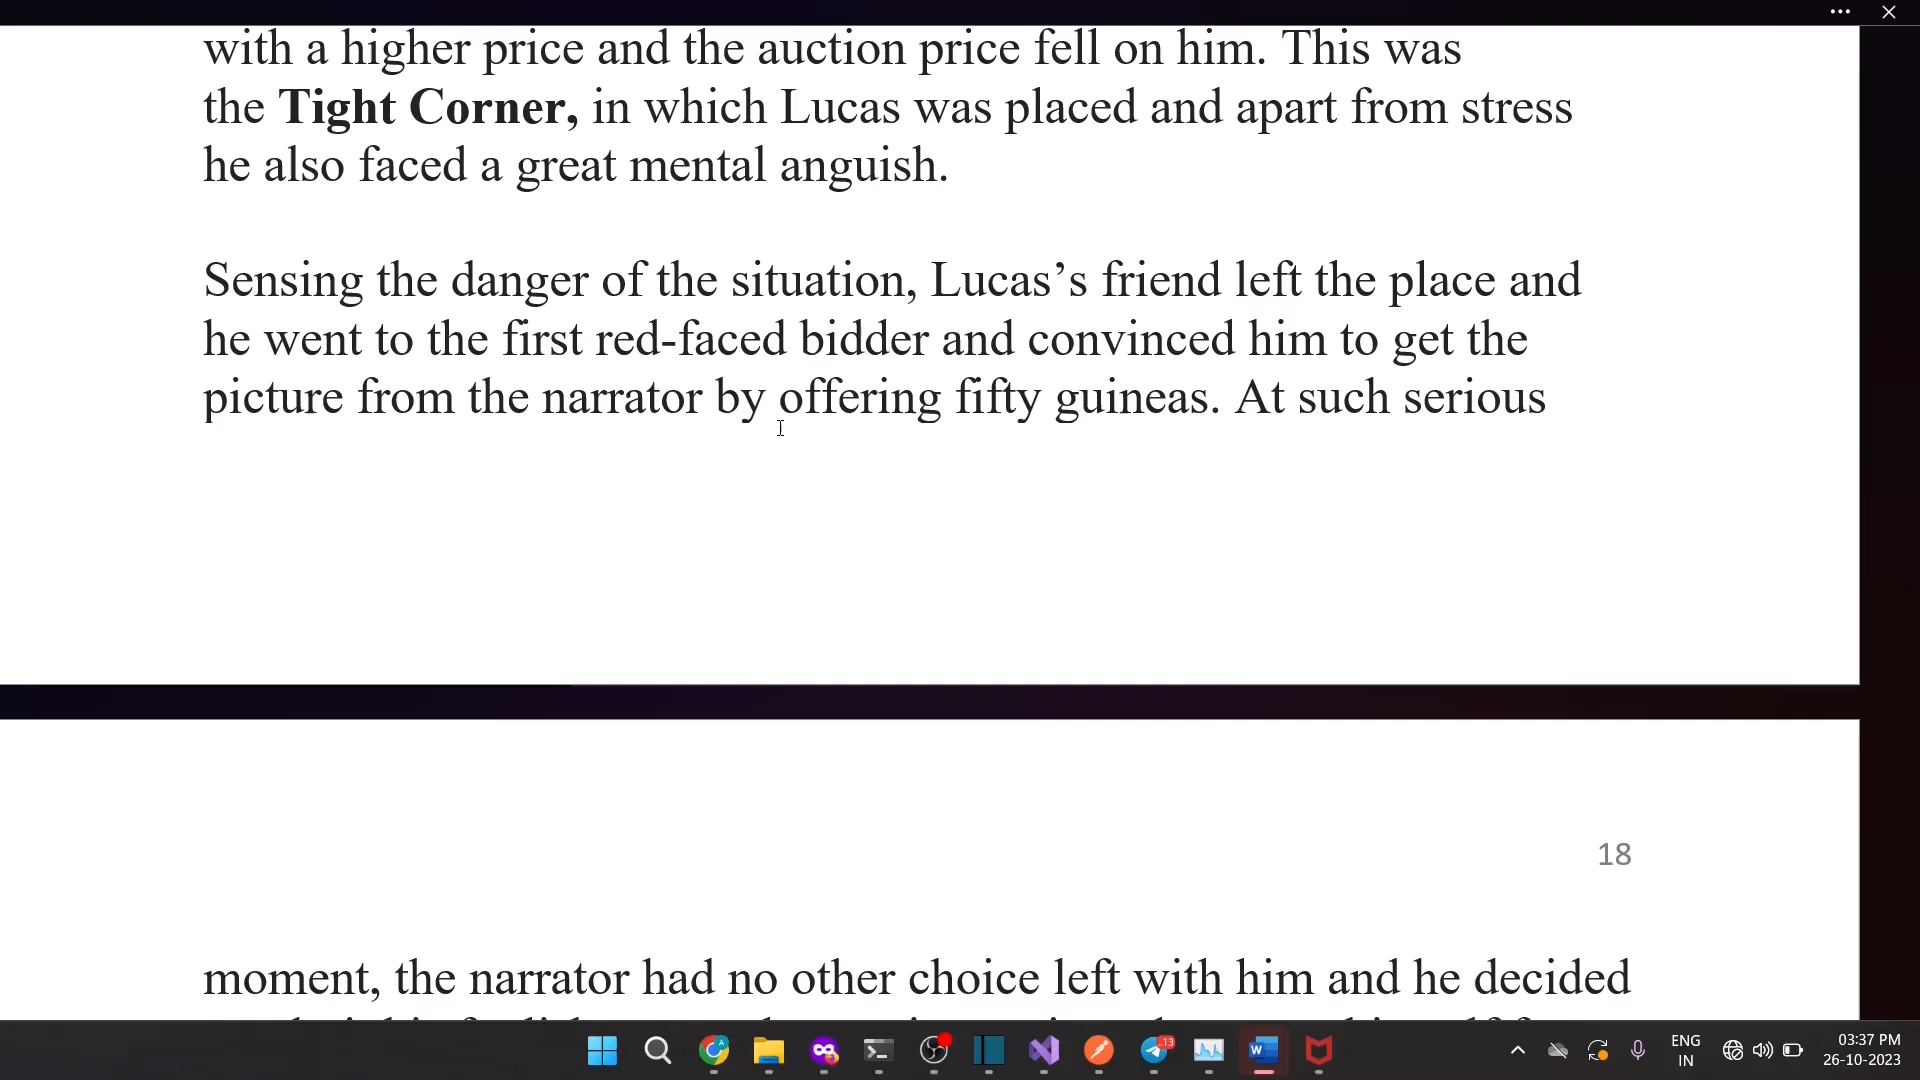 with a higher price and the auction price fell on him. This was
the Tight Corner, in which Lucas was placed and apart from stress
he also faced a great mental anguish.
Sensing the danger of the situation, Lucas’s friend left the place and
he went to the first red-faced bidder and convinced him to get the
picture from the narrator by offering fifty guineas. At such serious
18
moment, the narrator had no other choice left with him and he decided
13
ENG
IN
03:37 PM
26-10-2023